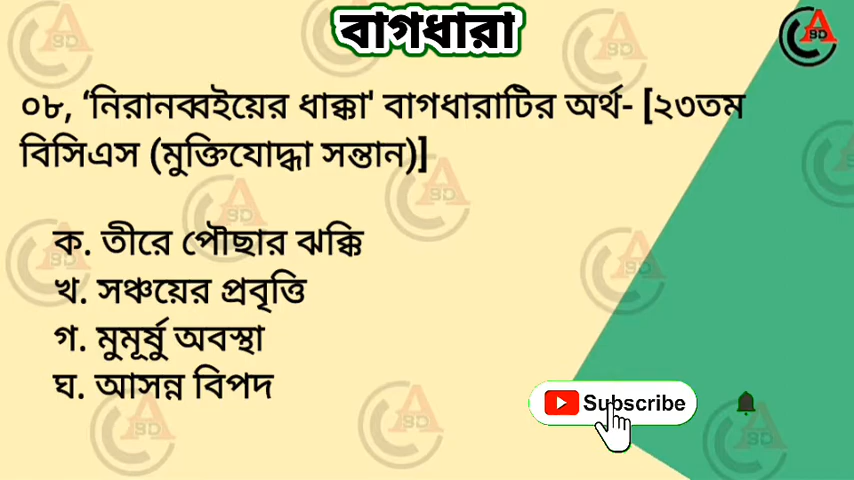 বাগধারা
০৮, ‘নিরানব্বইয়ের ধাক্কা' বাগধারাটির অর্থ- [২৩তম
বিসিএস (মুক্তিযোদ্ধা সন্তান)]
ক. তীরে পৌছার ঝক্কি
খ. সঞ্চয়ের প্রবৃত্তি
গ. মুমূর্ষু অবস্থা
ঘ. আসন্ন বিপদ
Subscribe